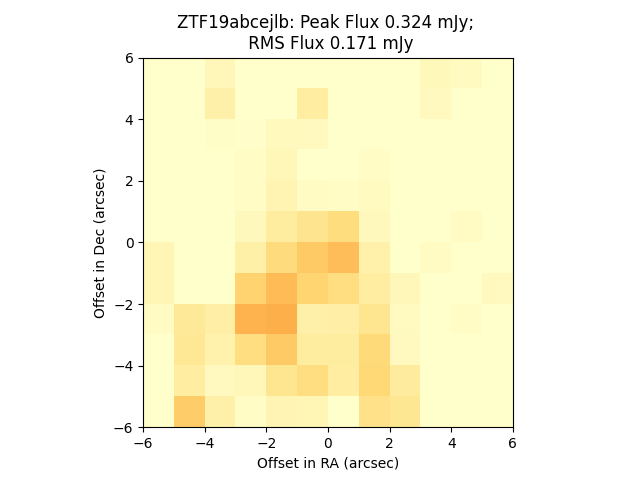 ZTF19abcejlb: Peak Flux 0.324 mJy;
RMS Flux 0.171 mJy
6
4
2
0
−2
−4
−6
Offset in Dec (arcsec)
−6 −4 −2 0 2 4 6
Offset in RA (arcsec)